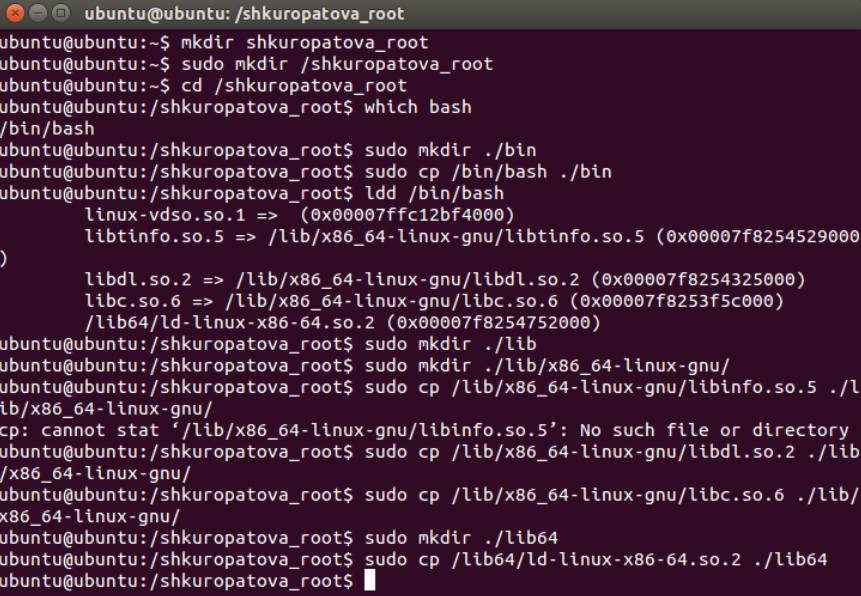 ubuntu@ubuntu: /shkuropatova_root
ubuntu@ubuntu:~$ mkdir shkuropatova_root
ubuntu@ubuntu:~$ sudo mkdir /shkuropatova_root
ubuntu@ubuntu:~$ cd /shkuropatova_root
ubuntu@ubuntu:/shkuropatova_root$ which bash
/bin/bash
ubuntu@ubuntu:/shkuropatova_root$ sudo mkdir ./bin
ubuntu@ubuntu:/shkuropatova_root$ sudo cp /bin/bash ./bin
ubuntu@ubuntu:/shkuropatova_root$ ldd /bin/bash
linux-vdso.so.1 =>  (0x00007ffc12bf4000)
libtinfo.so.5 => /lib/x86_64-linux-gnu/libtinfo.so.5 (0x00007f8254529000
)
libdl.so.2 => /lib/x86_64-linux-gnu/libdl.so.2 (0x00007f8254325000)
libc.so.6 => /lib/x86_64-linux-gnu/libc.so.6 (0x00007f8253f5c000)
/lib64/ld-linux-x86-64.so.2 (0x00007f8254752000)
ubuntu@ubuntu:/shkuropatova_root$ sudo mkdir ./lib
ubuntu@ubuntu:/shkuropatova_root$ sudo mkdir ./lib/x86_64-linux-gnu/
ubuntu@ubuntu:/shkuropatova_root$ sudo cp /lib/x86_64-linux-gnu/libinfo.so.5 ./l
ib/x86_64-linux-gnu/
cp: cannot stat ‘/lib/x86_64-linux-gnu/libinfo.so.5’: No such file or directory
ubuntu@ubuntu:/shkuropatova_root$ sudo cp /lib/x86_64-linux-gnu/libdl.so.2 ./lib
/x86_64-linux-gnu/
ubuntu@ubuntu:/shkuropatova_root$ sudo cp /lib/x86_64-linux-gnu/libc.so.6 ./lib/
x86_64-linux-gnu/
ubuntu@ubuntu:/shkuropatova_root$ sudo mkdir ./lib64
ubuntu@ubuntu:/shkuropatova_root$ sudo cp /lib64/ld-linux-x86-64.so.2 ./lib64
ubuntu@ubuntu:/shkuropatova_root$